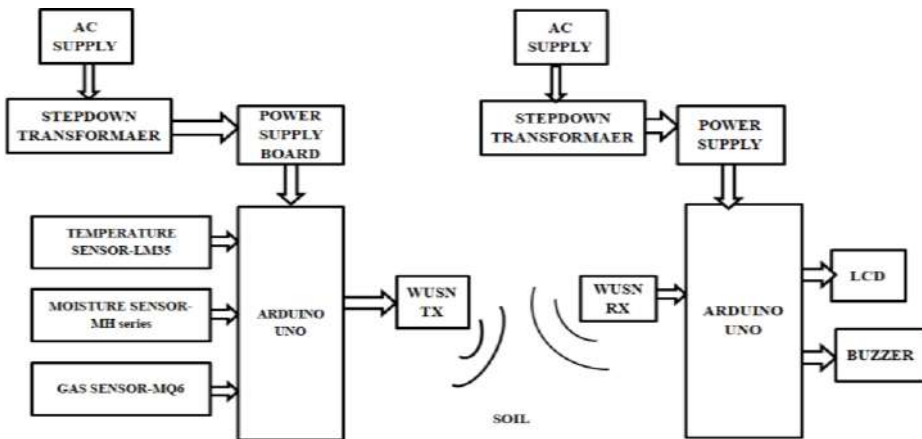 AC
SUPPLY
STEPDOWN
TRANSFORMAER
POWER
SUPPLY
BOARD
TEMPERATURE
SENSOR-LM35
MOISTURE SENSOR-
MH series
GAS SENSOR-MQ6
ARDUINO
UNO
WUSN
TX
SOIL
AC
SUPPLY
STEPDOWN
TRANSFORMAER
POWER
SUPPLY
WUSN
RX
ARDUINO
UNO
LCD
BUZZER